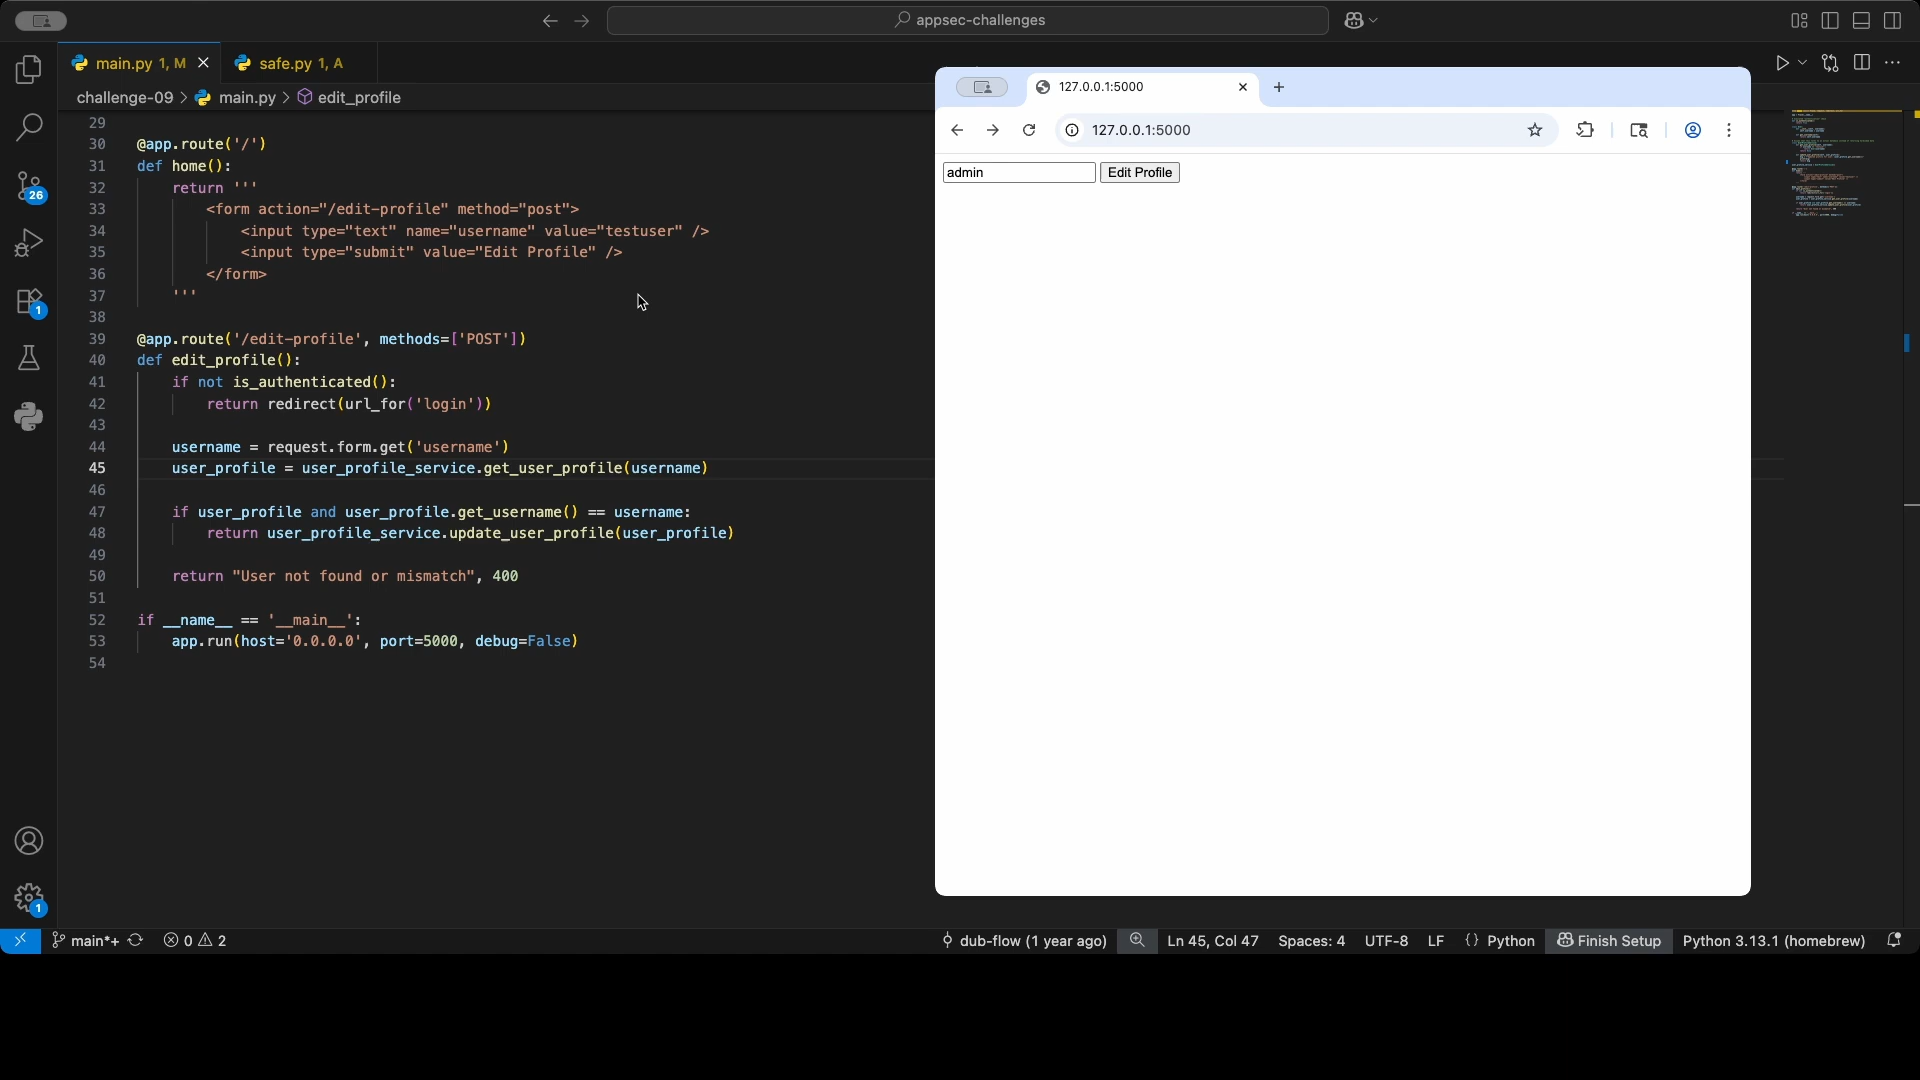 appsec-challenges
main.py 1, M
safe.py 1, A
challenge-09 > main.py > edit_profile
29
30 @app.route('/')
31 def home():
32 return '''
33 <form action="/edit-profile" method="post">
34 <input type="text" name="username" value="testuser" />
35 <input type="submit" value="Edit Profile" />
36 </form>
37 '''
38
39 @app.route('/edit-profile', methods=['POST'])
40 def edit_profile():
41 if not is_authenticated():
42 return redirect(url_for('login'))
43
44 username = request.form.get('username')
45 user_profile = user_profile_service.get_user_profile(username)
46
47 if user_profile and user_profile.get_username() == username:
48 return user_profile_service.update_user_profile(user_profile)
49
50 return "User not found or mismatch", 400
51
52 if __name__ == '__main__':
53 app.run(host='0.0.0.0', port=5000, debug=False)
54
127.0.0.1:5000
127.0.0.1:5000
admin Edit Profile
26
1
1
main*+ 0 2 dub-flow (1 year ago) Ln 45, Col 47 Spaces: 4 UTF-8 LF {} Python Finish Setup Python 3.13.1 (homebrew)